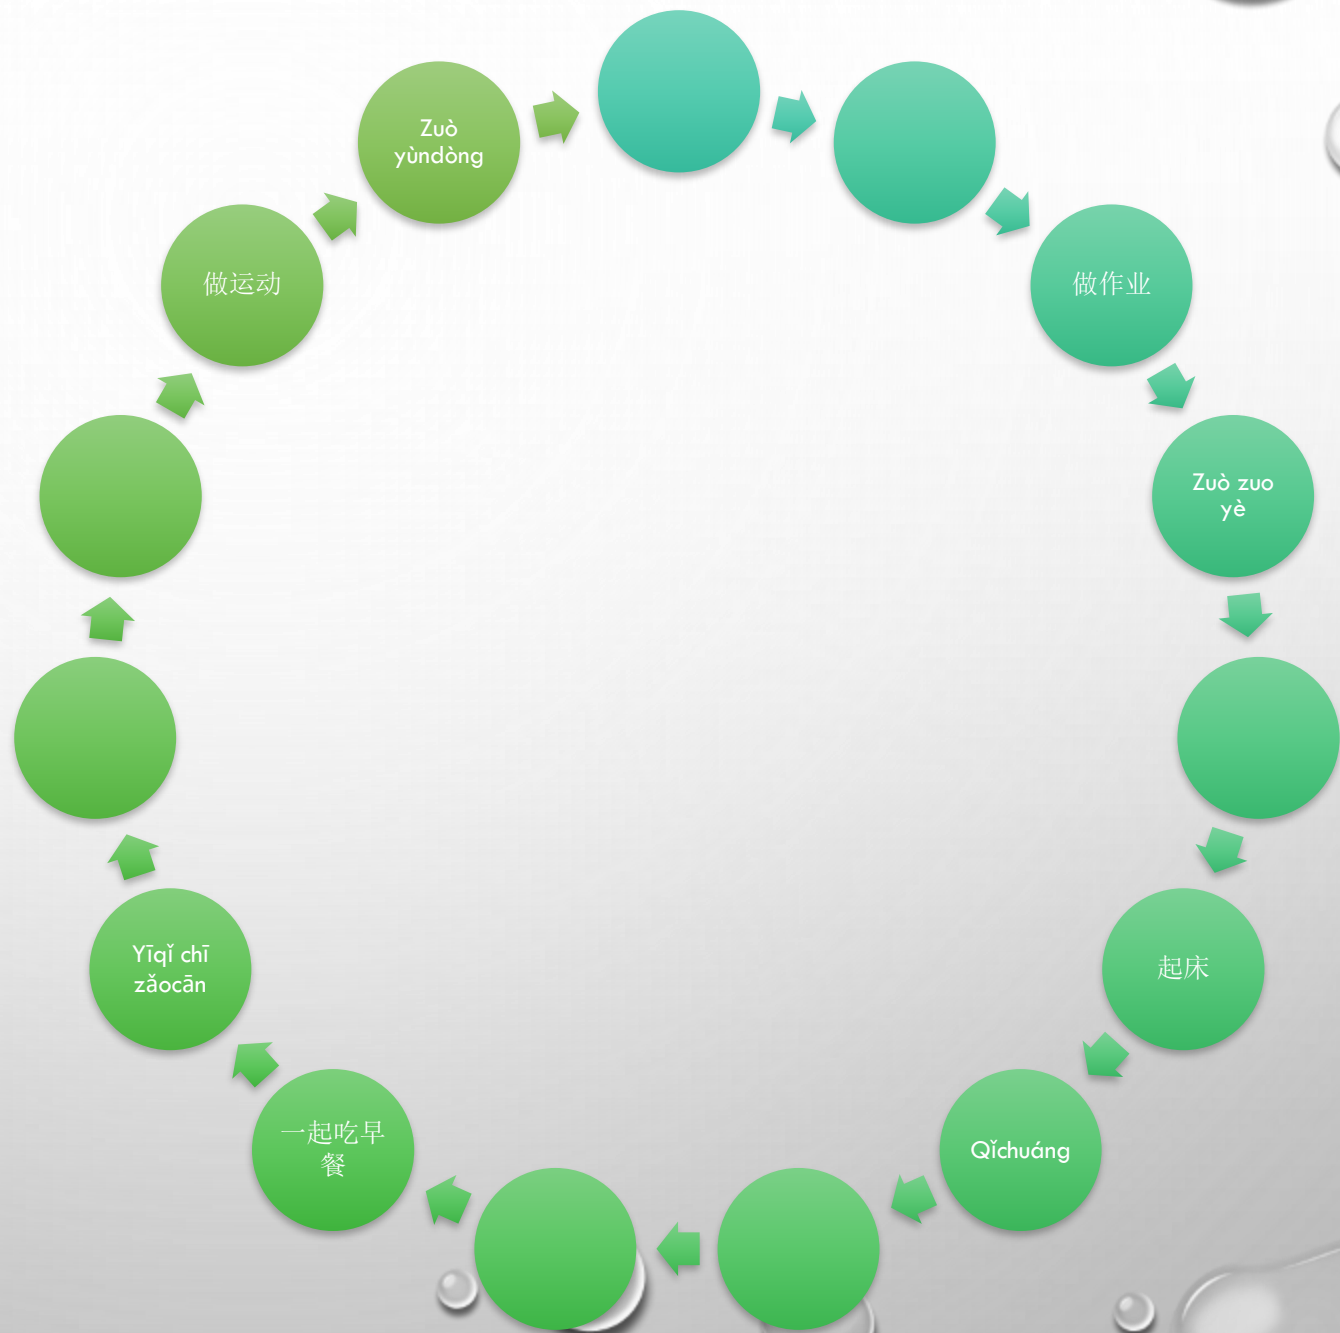 做作业
Zuò zuo
yè
起床
Qǐchuáng
一起吃早
餐
Yīqǐ chī
zǎocān
做运动
Zuò
yùndòng